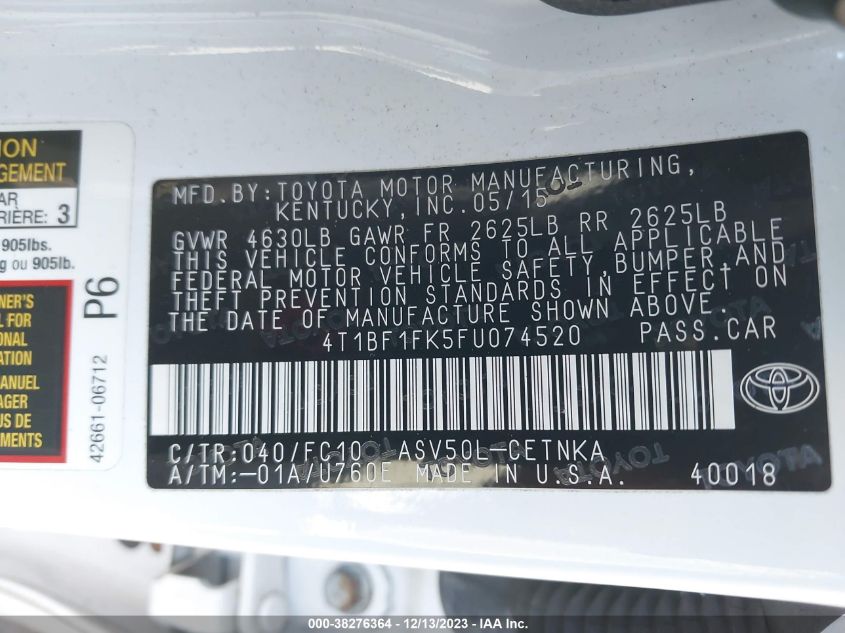 ION
GEMENT
AR
RIÈRE: 3
905lbs.
g ou 905lb.
P6
NER'S
L FOR
ONAL
ATION.
MANUEL
AGER
US DE
MENTS
42661-06712
MFD.BY:TOYOTA MOTOR MANUFACTURING,
KENTUCKY,INC.05/15
GVWR 4630LB GAWR FR 2625LB RR 2625LB
THIS VEHICLE CONFORMS TO ALL APPLICABLE
FEDERAL MOTOR VEHICLE SAFETY,BUMPER,AND
THEFT PREVENTION STANDARDS IN EFFECT ON
THE DATE OF MANUFACTURE SHOWN ABOVE.
4T1BF1FK5FU074520 PASS.CAR
C/TR:040/FC10 ASV50L-CETNKA
A/TM:-01A/U760E MADE IN U.S.A. 40018
TOYOTA
000-38276364 - 12/13/2023 - IAA Inc.